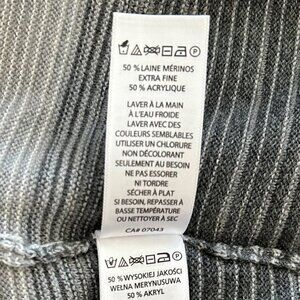 50 % LAINE MÉRINOS
EXTRA FINE
50 % ACRYLIQUE
LAVER À LA MAIN
À L'EAU FROIDE
LAVER AVEC DES
COULEURS SEMBLABLES
UTILISER UN CHLORURE
NON DÉCOLORANT
SEULEMENT AU BESOIN
NE PAS ESSORER
NI TORDRE
SÉCHER À PLAT
SI BESOIN, REPASSER À
BASSE TEMPÉRATURE
OU NETTOYER À SEC
CA# 07043
50 % WYSOKIEJ JAKOŚCI
WEŁNA MERYNUSUWA
50 % AKRYL